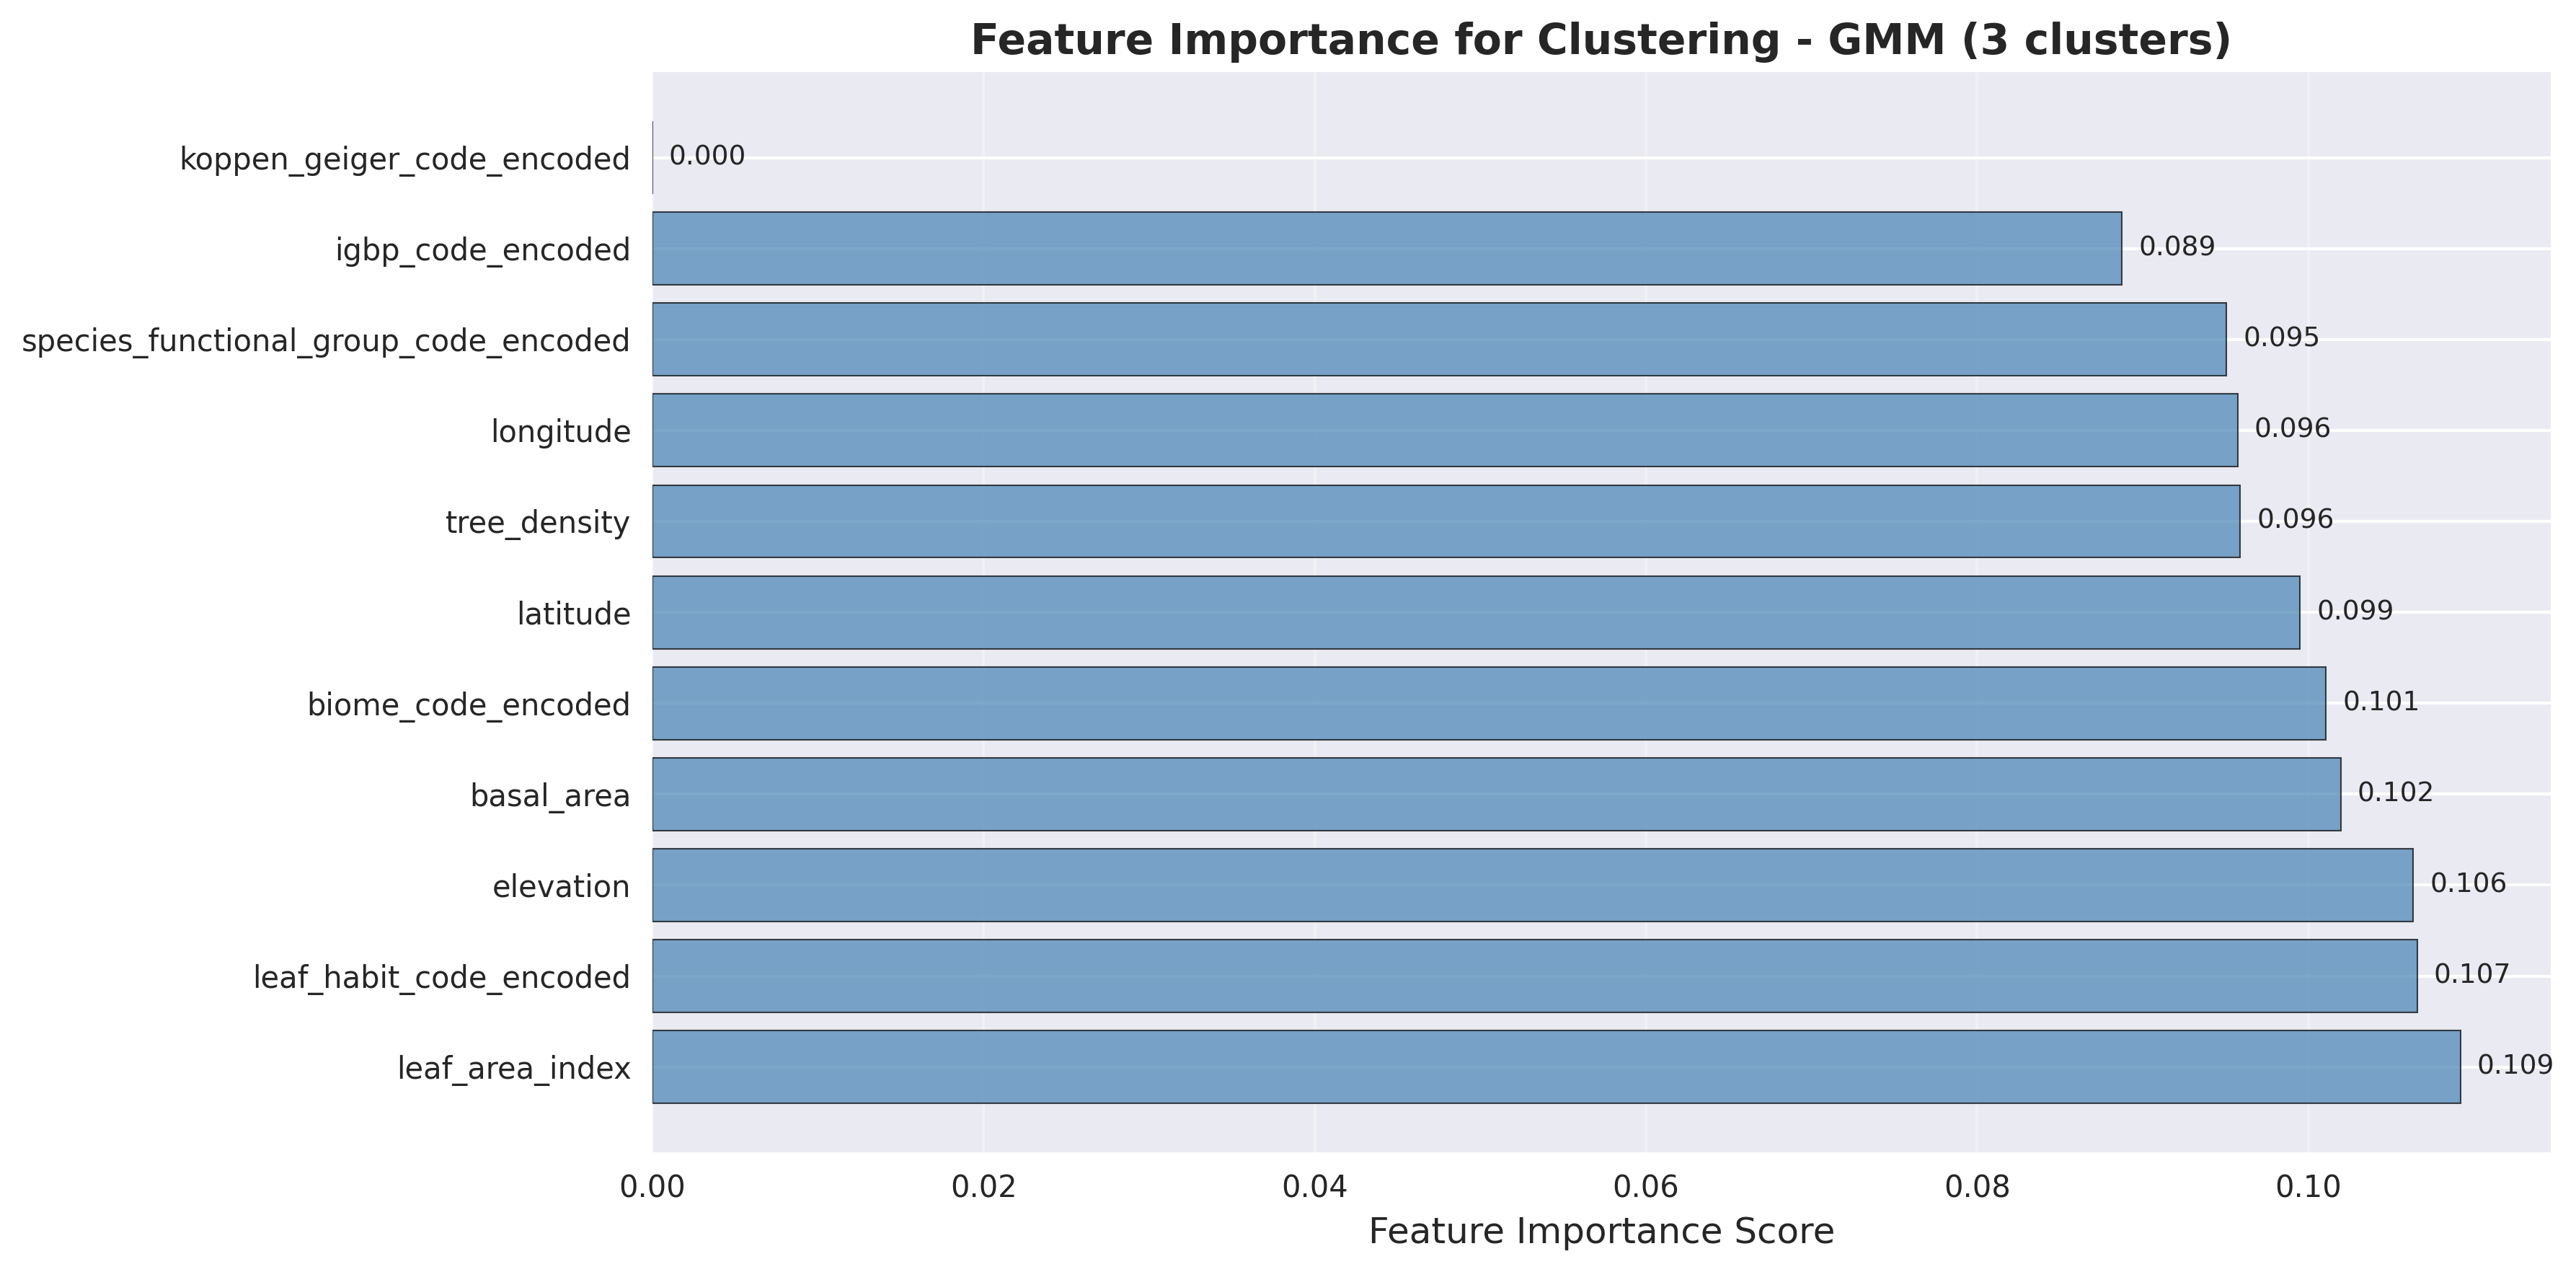 Feature Importance for Clustering - GMM (3 clusters)
koppen_geiger_code_encoded 0.000
igbp_code_encoded 0.089
species_functional_group_code_encoded 0.095
longitude 0.096
tree_density 0.096
latitude 0.099
biome_code_encoded 0.101
basal_area 0.102
elevation 0.106
leaf_habit_code_encoded 0.107
leaf_area_index 0.109
0.00 0.02 0.04 0.06 0.08 0.10
Feature Importance Score